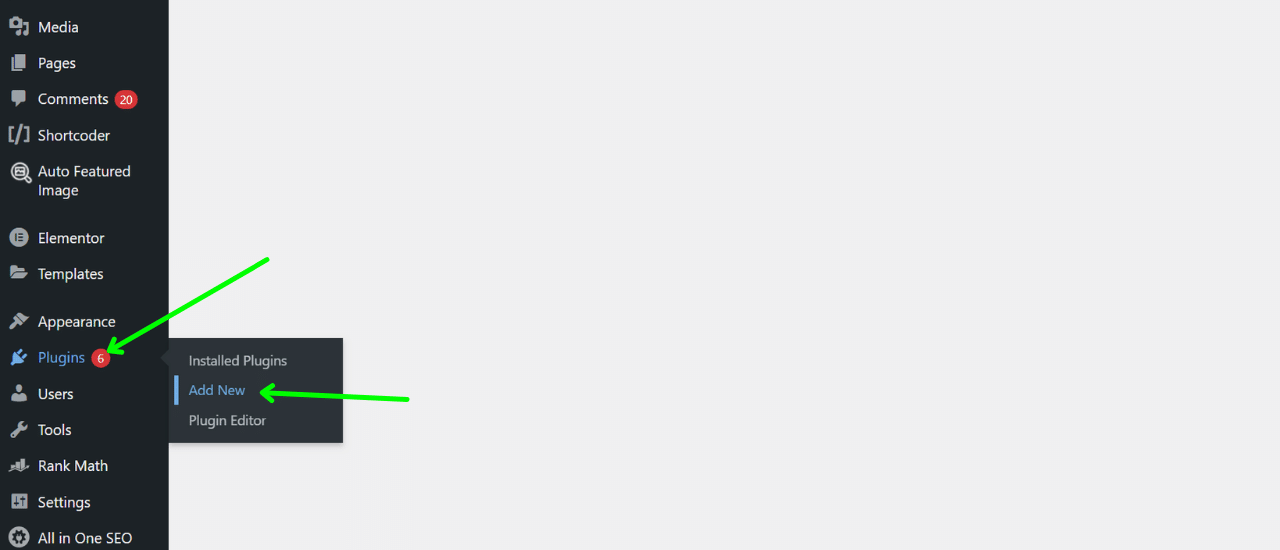 Media
Pages
Comments 20
[/] Shortcoder
Auto Featured
Image
Elementor
Templates
Appearance
Plugins 6
Installed Plugins
Add New
Plugin Editor
Users
Tools
Rank Math
Settings
All in One SEO